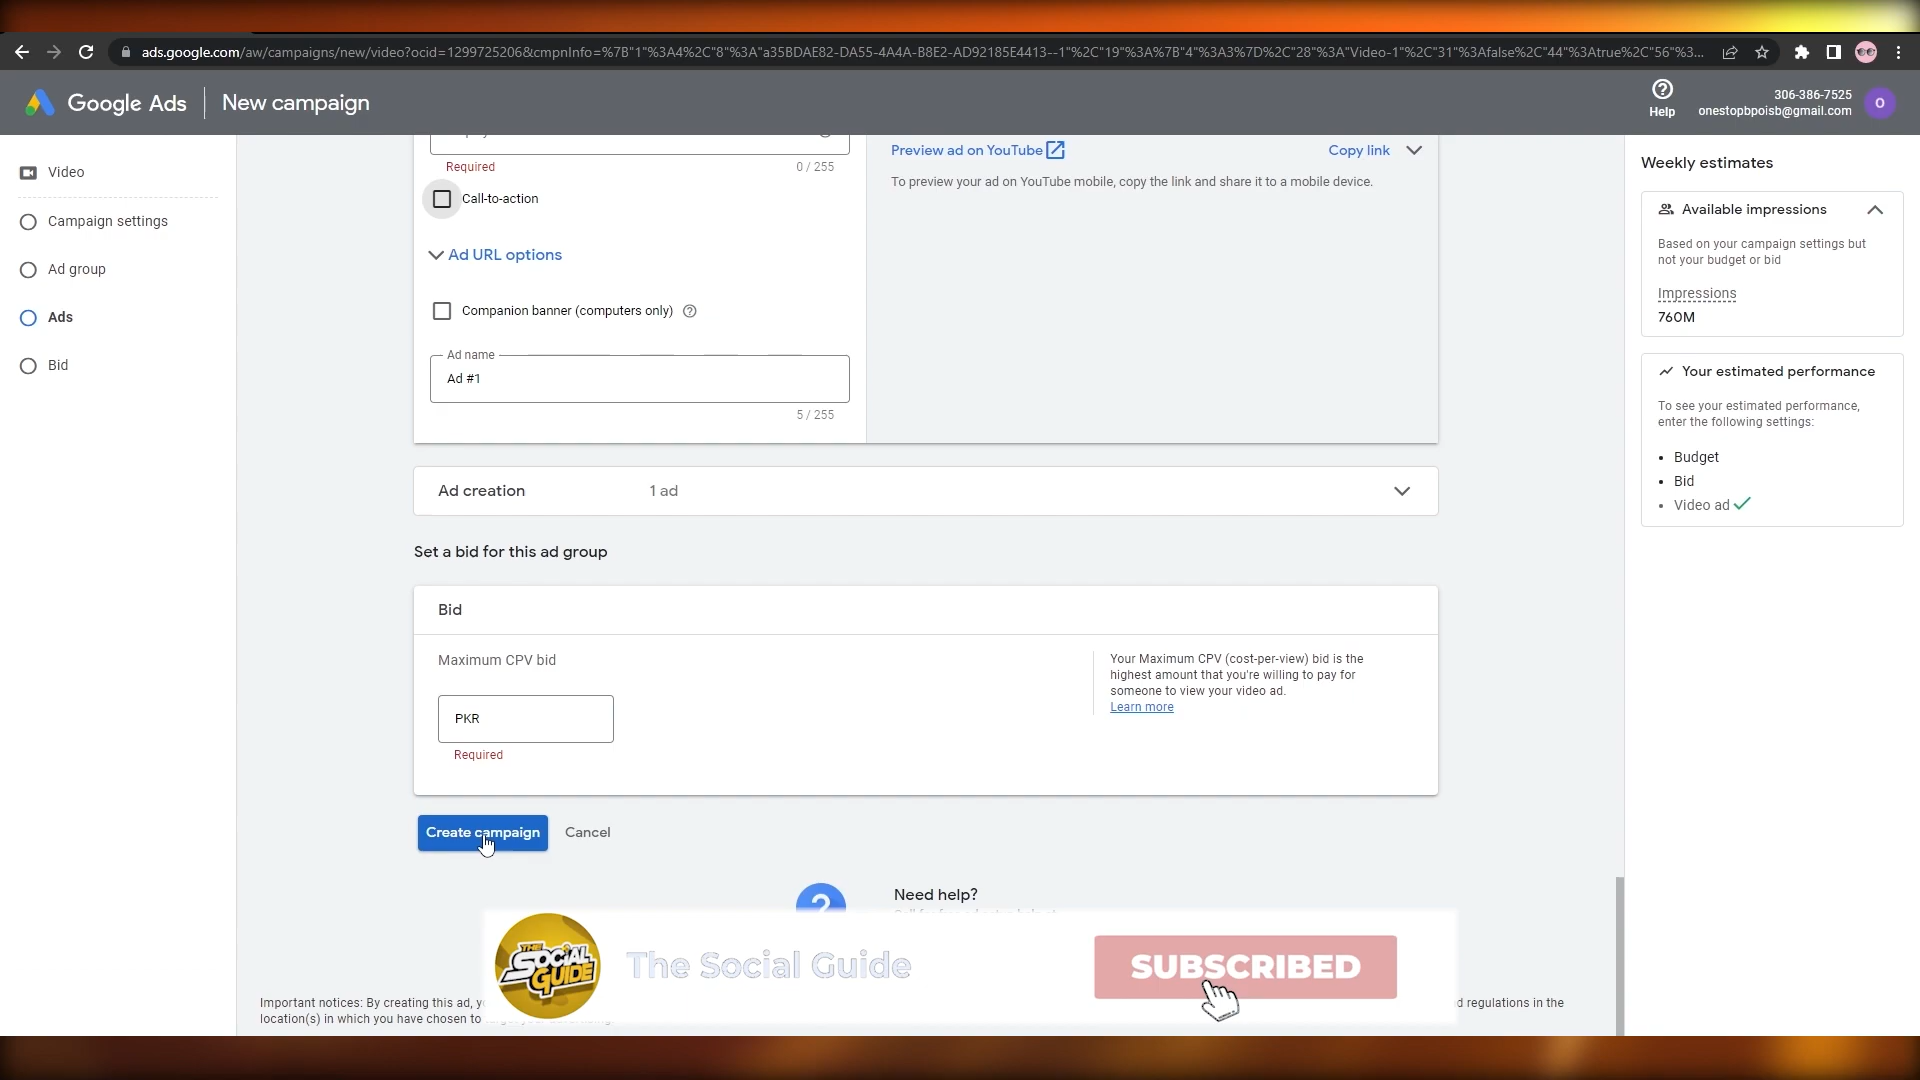 ads.google.com/aw/campaigns/new/video?ocid=1299725206&cmpnInfo=%7B"1"%3A4%2C"8"%3A"a35BDAE82-DA55-4A4A-B8E2-AD92185E4413--1"%2C"19"%3A%7B"4"%3A3%7D%2C"28"%3A"Video-1"%2C"31"%3Afalse%2C"44"%3Atrue%2C"56"%3...
Google Ads
New campaign
Help
306-386-7525
onestopbpoisb@gmail.com
O
Video
Campaign settings
Ad group
Ads
Bid
Required
0 / 255
Call-to-action
Ad URL options
Companion banner (computers only)
Ad name
Ad #1
5 / 255
Preview ad on YouTube
Copy link
To preview your ad on YouTube mobile, copy the link and share it to a mobile device.
Ad creation
1 ad
Set a bid for this ad group
Bid
Maximum CPV bid
PKR
Required
Your Maximum CPV (cost-per-view) bid is the
highest amount that you're willing to pay for
someone to view your video ad.
Learn more
Create campaign
Cancel
Need help?
THE SOCIAL GUIDE
The Social Guide
SUBSCRIBED
Important notices: By creating this ad,
d regulations in the
location(s) in which you have chosen to
Weekly estimates
Available impressions
Based on your campaign settings but
not your budget or bid
Impressions
760M
Your estimated performance
To see your estimated performance,
enter the following settings:
• Budget
• Bid
• Video ad